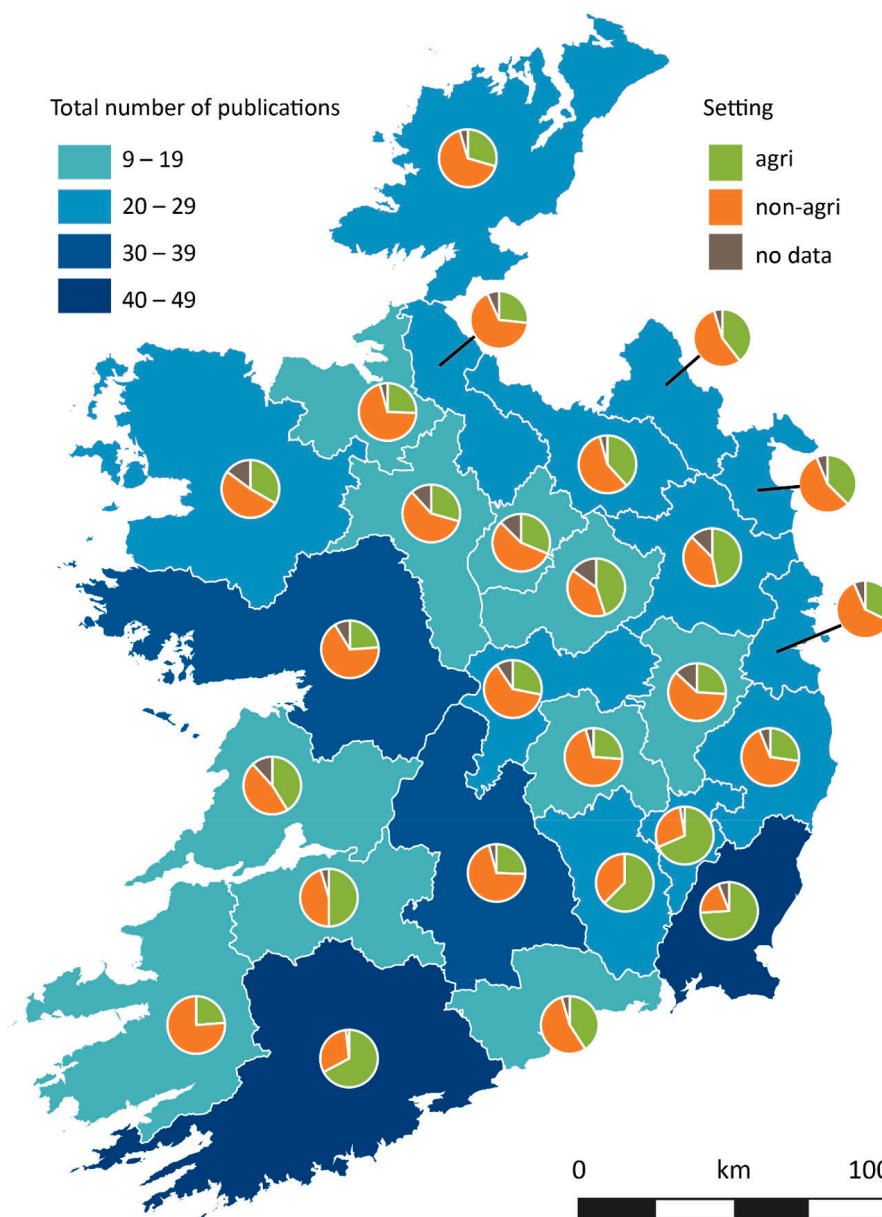 Total number of publications
9 – 19
20 – 29
30 – 39
40 – 49
Setting
agri
non-agri
no data
0 km 100